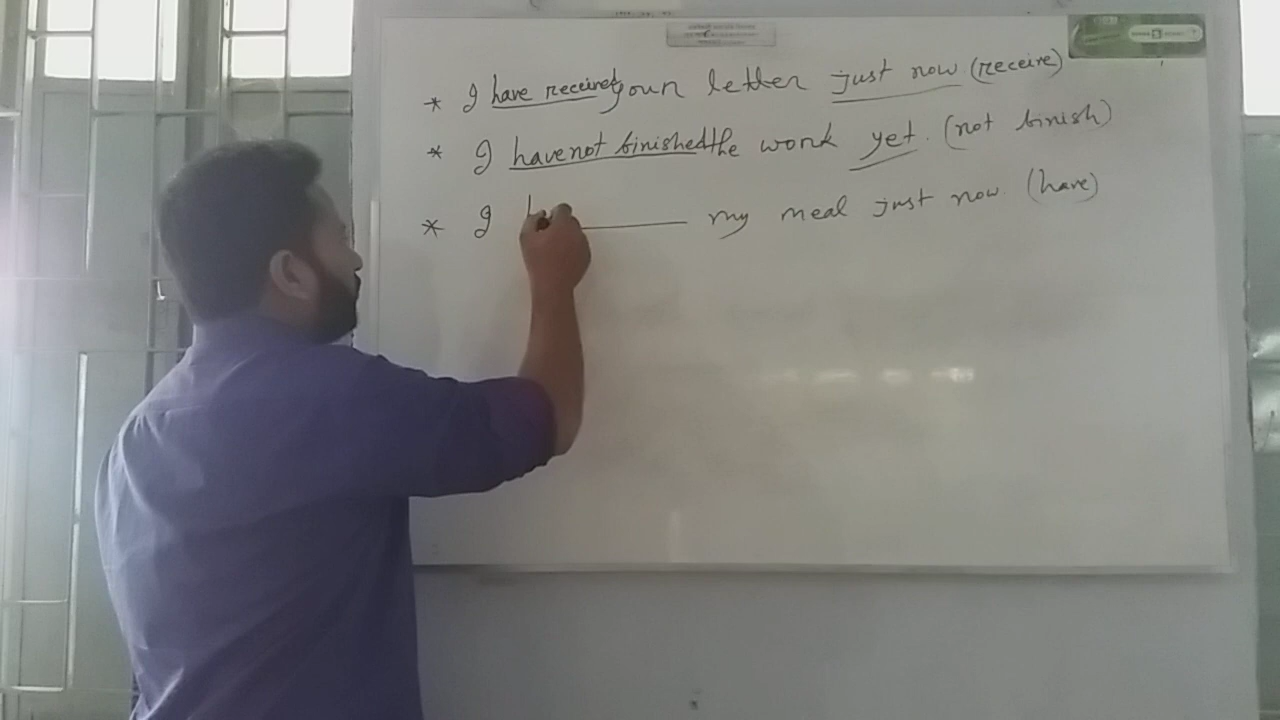 * I have received your letter just now (receive)
* I have not finished the work yet. (not finish)
* I my meal just now. (have)